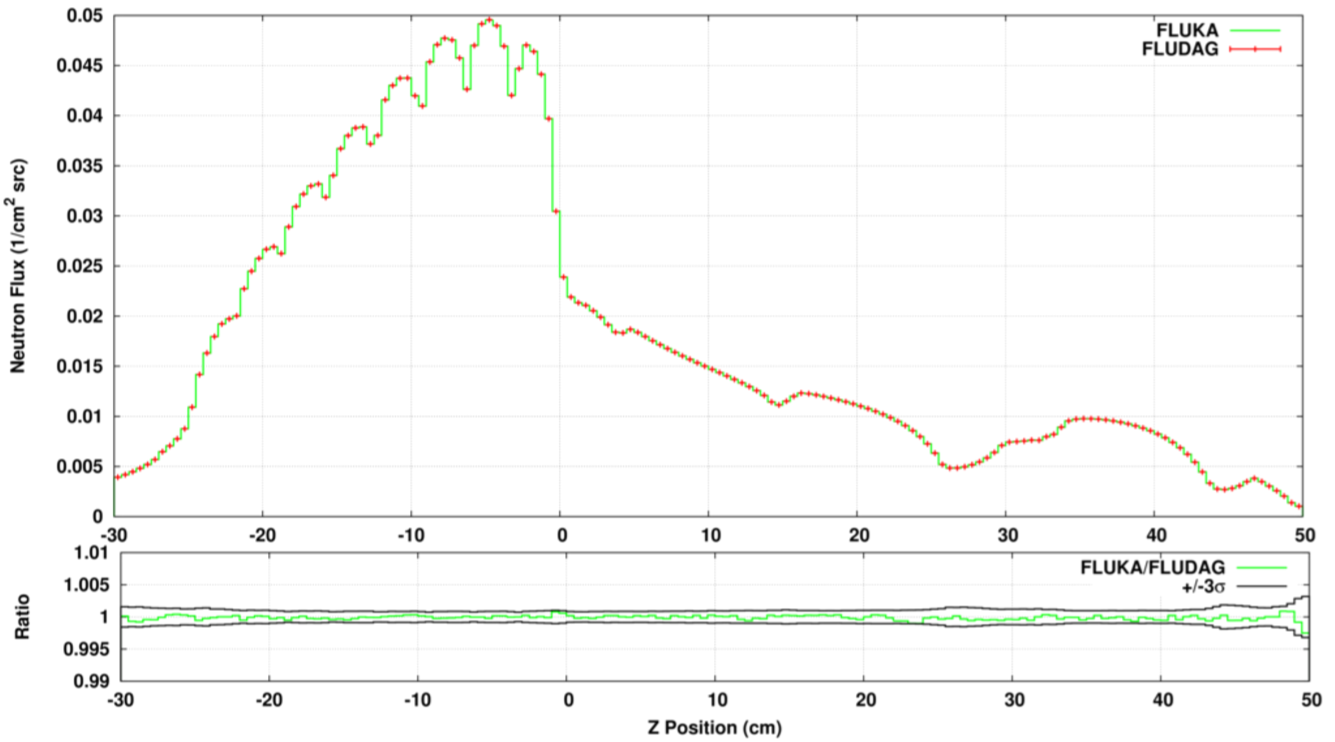 0.05
0.045
0.04
0.035
0.03
0.025
0.02
0.015
0.01
0.005
0
Neutron Flux (1/cm² src)
FLUKA
FLUDAG
-30 -20 -10 0 10 20 30 40 50
1.01
1.005
1
0.995
0.99
Ratio
FLUKA/FLUDAG
+/-3σ
-30 -20 -10 0 10 20 30 40 50
Z Position (cm)